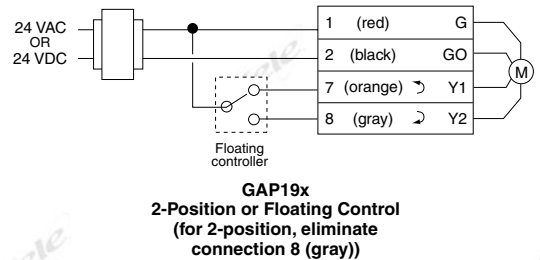 24 VAC
OR
24 VDC
1 (red) G
2 (black) GO
7 (orange) Y1
8 (gray) Y2
M
Floating
controller
GAP19x
2-Position or Floating Control
(for 2-position, eliminate
connection 8 (gray))